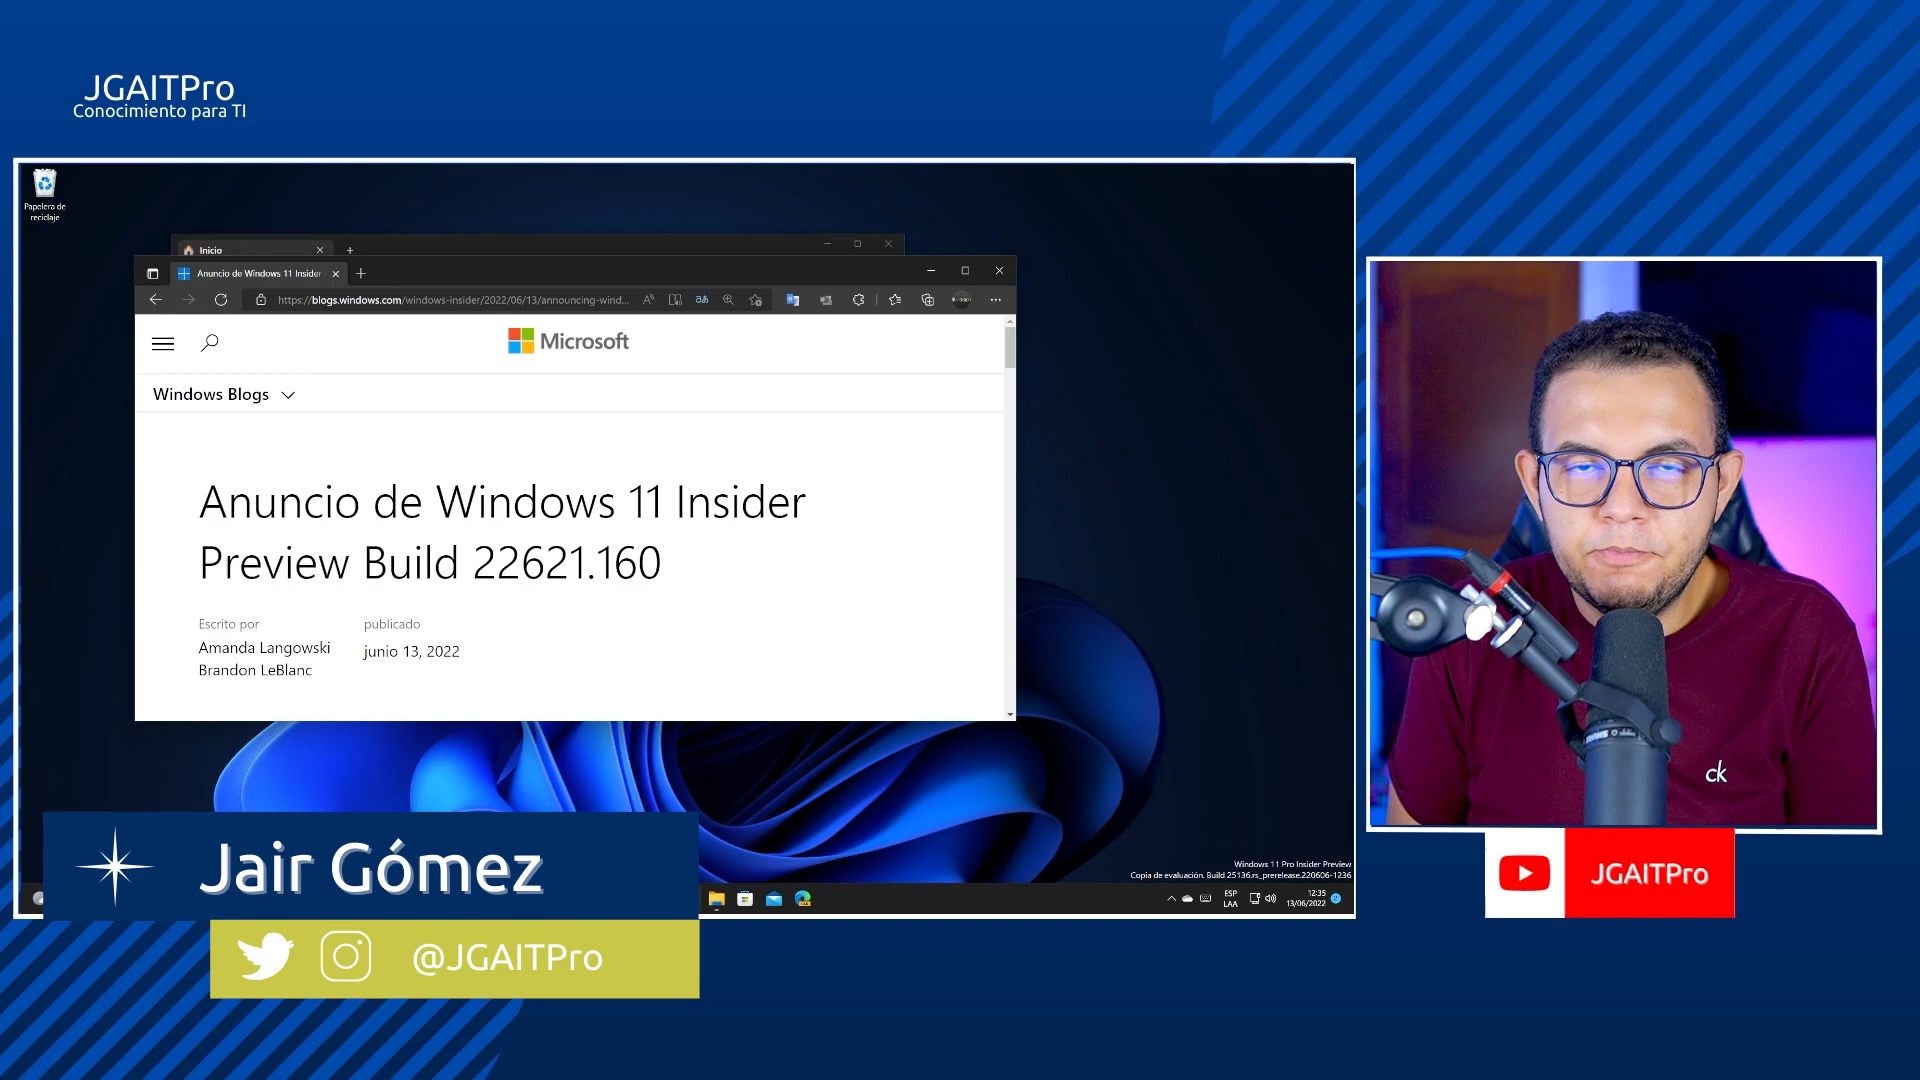 JGAITPro
Conocimiento para TI
Papelera de
reciclaje
Inicio
Anuncio de Windows 11 Insider
https://blogs.windows.com/windows-insider/2022/06/13/announcing-wind...
Microsoft
Windows Blogs
Anuncio de Windows 11 Insider
Preview Build 22621.160
Escrito por
publicado
Amanda Langowski
junio 13, 2022
Brandon LeBlanc
ck
Windows 11 Pro Insider Preview
Copia de evaluación. Build 25136.rs_prerelease.220606-1236
ESP
LAA
12:35
13/06/2022
Jair Gómez
@JGAITPro
JGAITPro